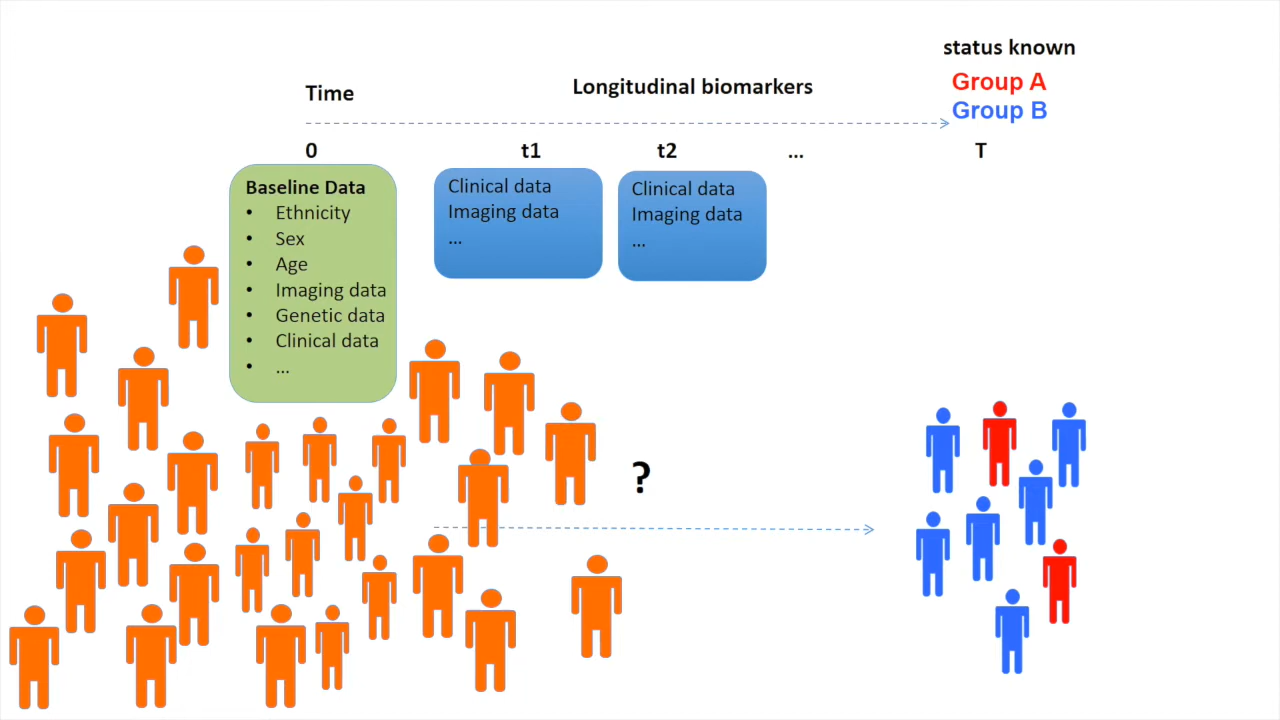 status known
Group A
Group B
Time
Longitudinal biomarkers
0
t1
t2
...
T
Baseline Data
• Ethnicity
• Sex
• Age
• Imaging data
• Genetic data
• Clinical data
• ...
Clinical data
Imaging data
...
Clinical data
Imaging data
...
?